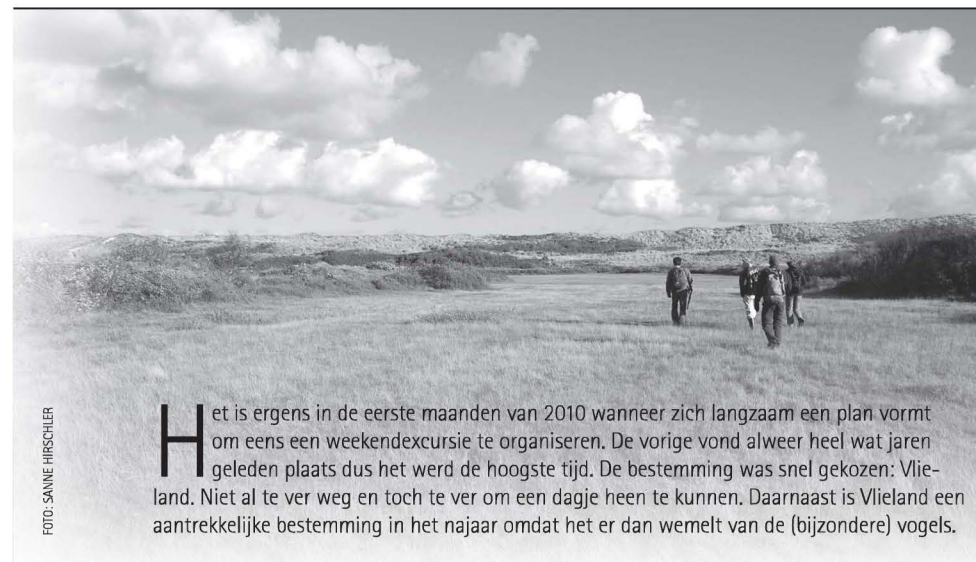 Het is ergens in de eerste maanden van 2010 wanneer zich langzaam een plan vormt
om eens een weekendexcursie te organiseren. De vorige vond alweer heel wat jaren
geleden plaats dus het werd de hoogste tijd. De bestemming was snel gekozen: Vlie-
land. Niet al te ver weg en toch te ver om een dagje heen te kunnen. Daarnaast is Vlieland een
aantrekkelijke bestemming in het najaar omdat het er dan wemelt van de (bijzondere) vogels.
FOTO: SANNE HIRSCHLER